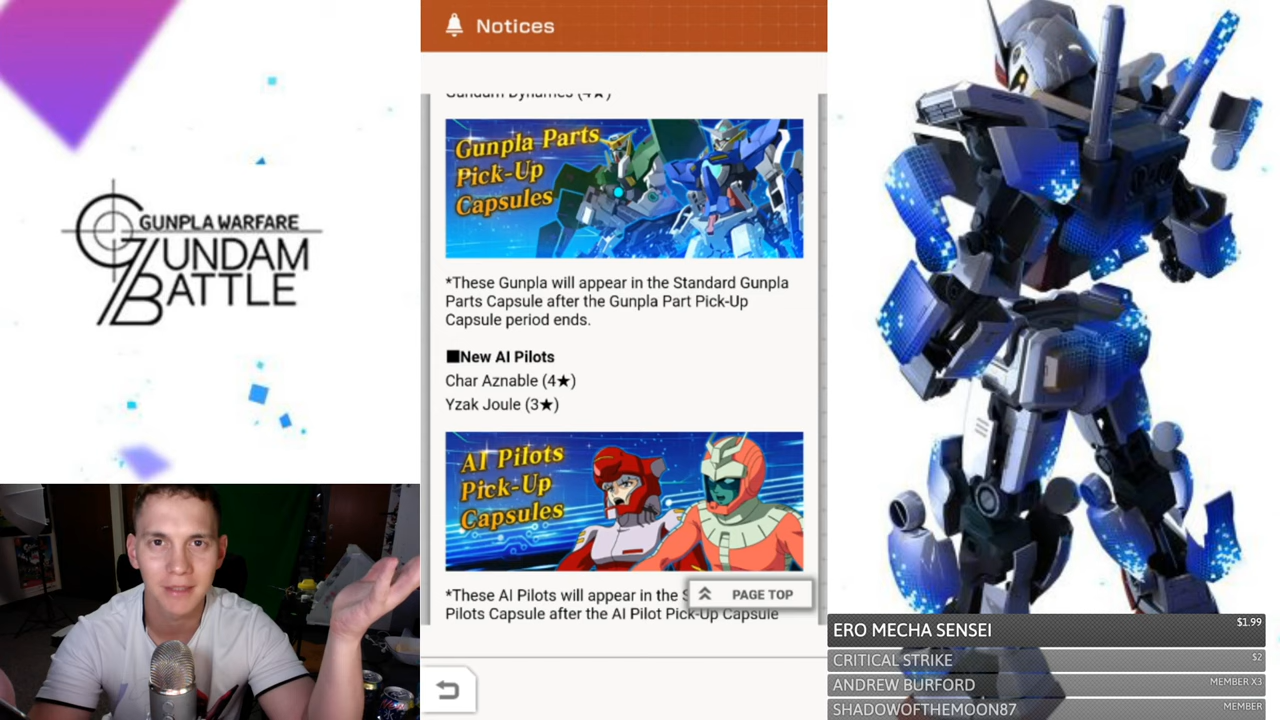 GUNPLA WARFARE
GUNDAM
BATTLE
Notices
Gundam Dynames (4★)
Gunpla Parts
Pick-Up
Capsules
*These Gunpla will appear in the Standard Gunpla
Parts Capsule after the Gunpla Part Pick-Up
Capsule period ends.
■New AI Pilots
Char Aznable (4★)
Yzak Joule (3★)
AI Pilots
Pick-Up
Capsules
*These AI Pilots will appear in the S
PAGE TOP
Pilots Capsule after the AI Pilot Pick-Up Capsule
ERO MECHA SENSEI $1.99
CRITICAL STRIKE $2
ANDREW BURFORD MEMBER X3
SHADOWOFTHEMOON87 MEMBER